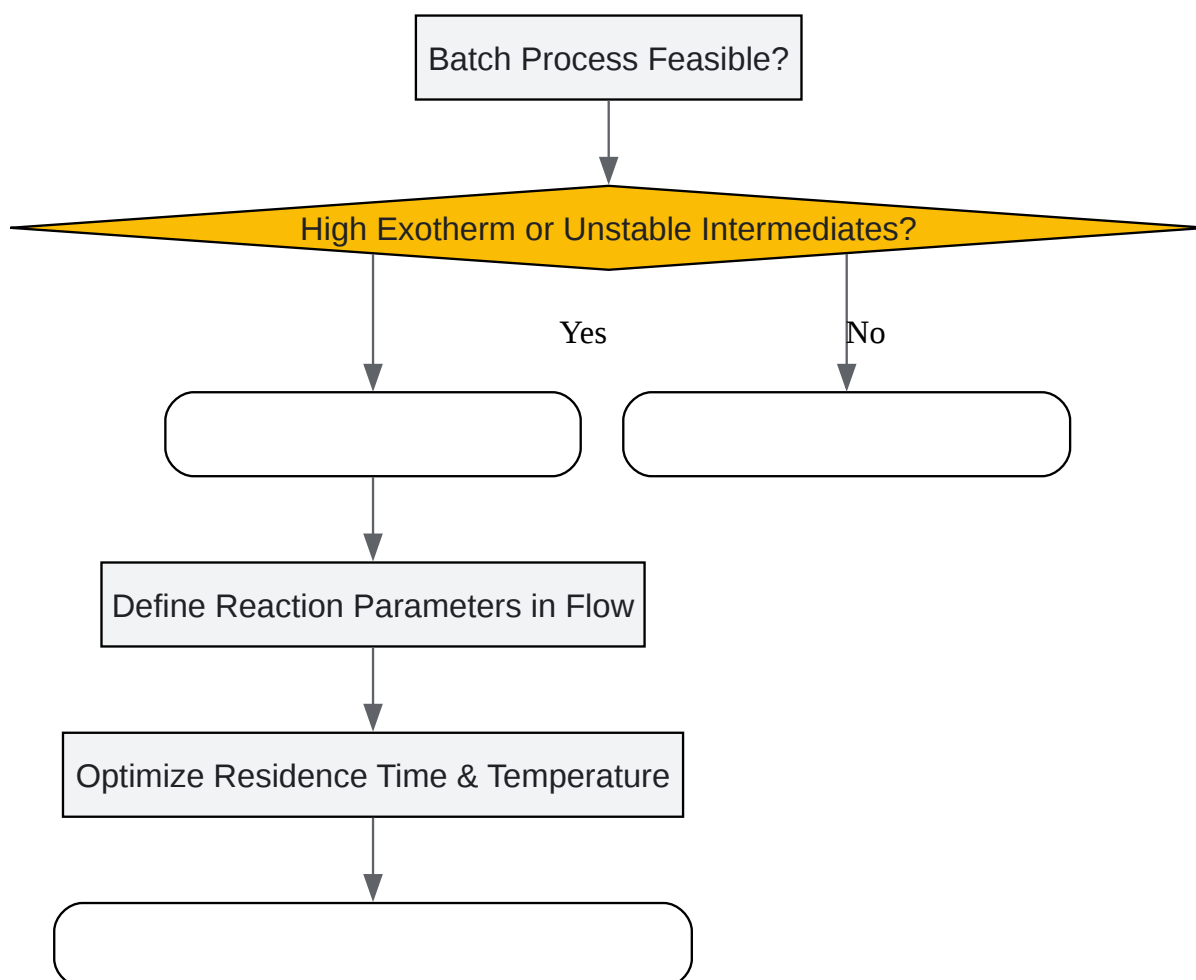 Batch Process Feasible?
High Exotherm or Unstable Intermediates?
Yes
No
Define Reaction Parameters in Flow
Optimize Residence Time & Temperature